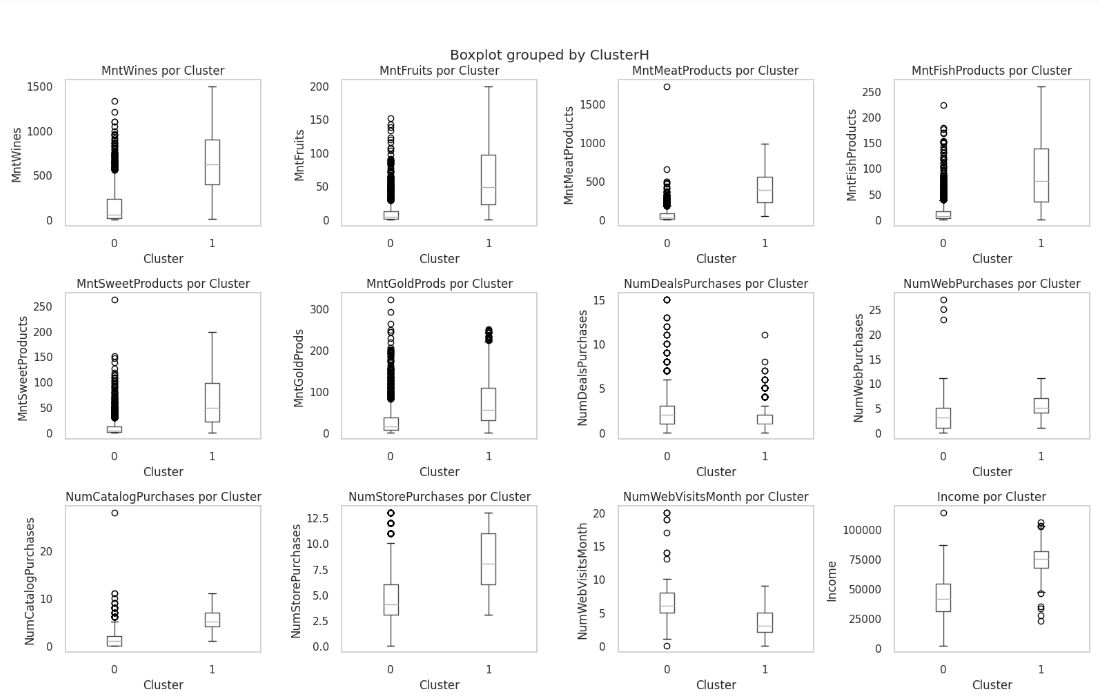 Boxplot grouped by ClusterH
MntWines por Cluster
MntWines
1500
1000
500
0
0 1
Cluster
MntFruits por Cluster
MntFruits
200
150
100
50
0
0 1
Cluster
MntMeatProducts por Cluster
MntMeatProducts
1500
1000
500
0
0 1
Cluster
MntFishProducts por Cluster
MntFishProducts
250
200
150
100
50
0
0 1
Cluster
MntSweetProducts por Cluster
MntSweetProducts
250
200
150
100
50
0
0 1
Cluster
MntGoldProds por Cluster
MntGoldProds
300
200
100
0
0 1
Cluster
NumDealsPurchases por Cluster
NumDealsPurchases
15
10
5
0
0 1
Cluster
NumWebPurchases por Cluster
NumWebPurchases
25
20
15
10
5
0
0 1
Cluster
NumCatalogPurchases por Cluster
NumCatalogPurchases
20
10
0
0 1
Cluster
NumStorePurchases por Cluster
NumStorePurchases
12.5
10.0
7.5
5.0
2.5
0.0
0 1
Cluster
NumWebVisitsMonth por Cluster
NumWebVisitsMonth
20
15
10
5
0
0 1
Cluster
Income por Cluster
Income
100000
75000
50000
25000
0
0 1
Cluster